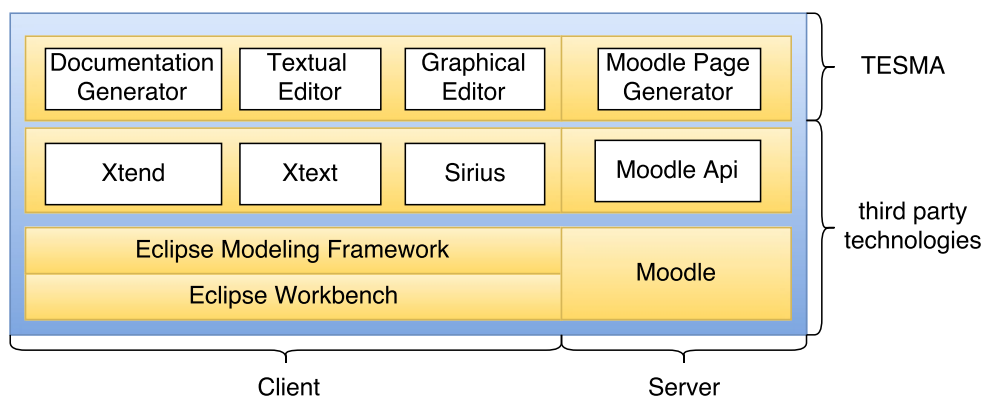 Documentation
Generator
Textual
Editor
Graphical
Editor
Moodle Page
Generator
TESMA
Xtend
Xtext
Sirius
Moodle Api
third party
technologies
Eclipse Modeling Framework
Eclipse Workbench
Moodle
Client
Server